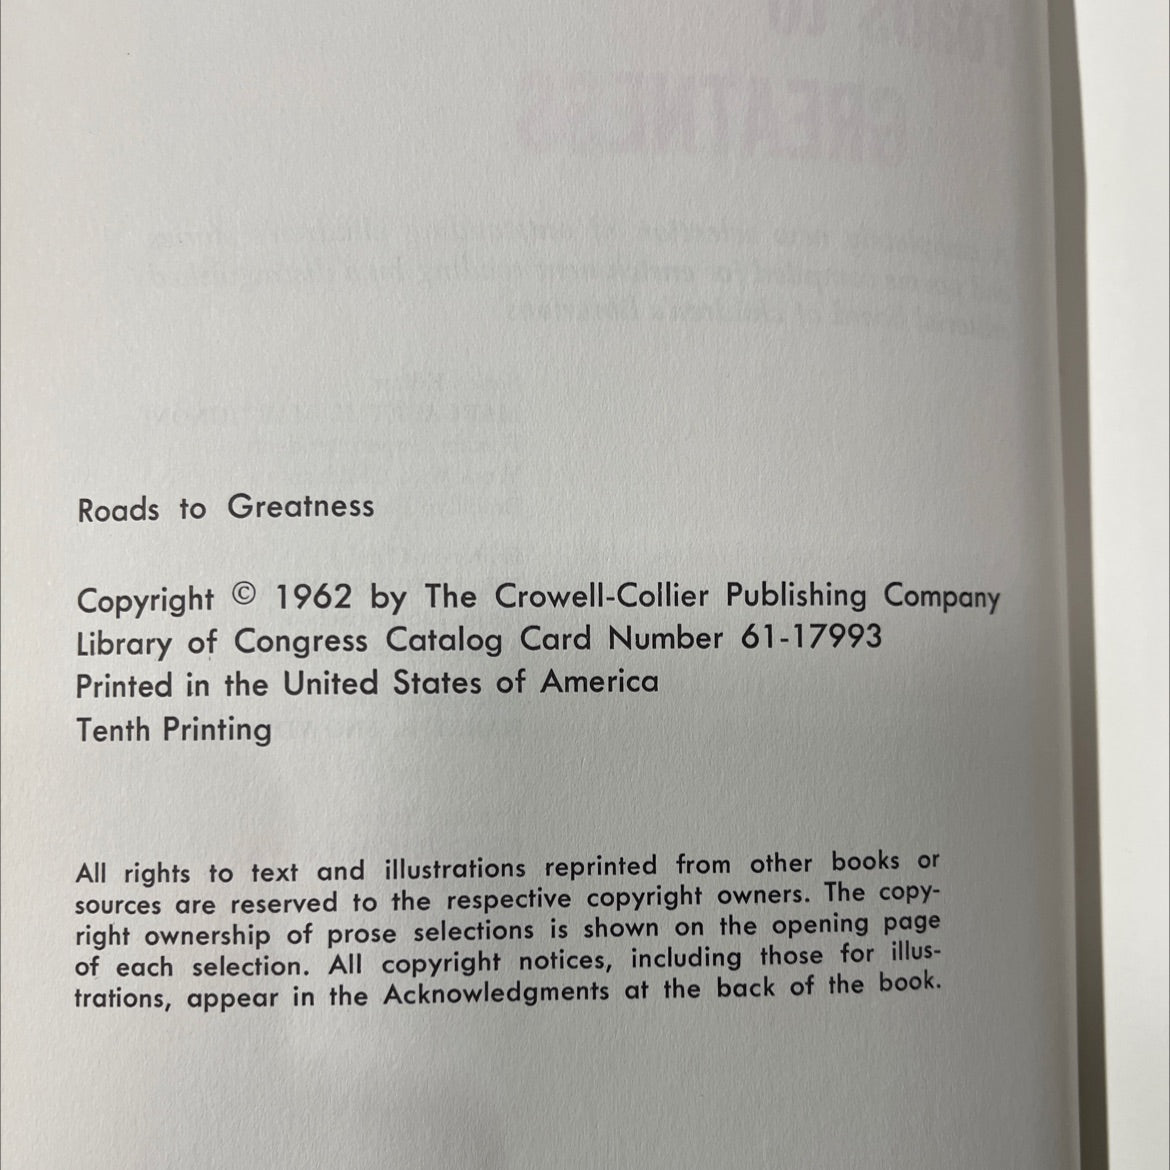 Roads to Greatness
Copyright © 1962 by The Crowell-Collier Publishing Company
Library of Congress Catalog Card Number 61-17993
Printed in the United States of America
Tenth Printing
All rights to text and illustrations reprinted from other books or
sources are reserved to the respective copyright owners. The copy-
right ownership of prose selections is shown on the opening page
of each selection. All copyright notices, including those for illus-
trations, appear in the Acknowledgments at the back of the book.